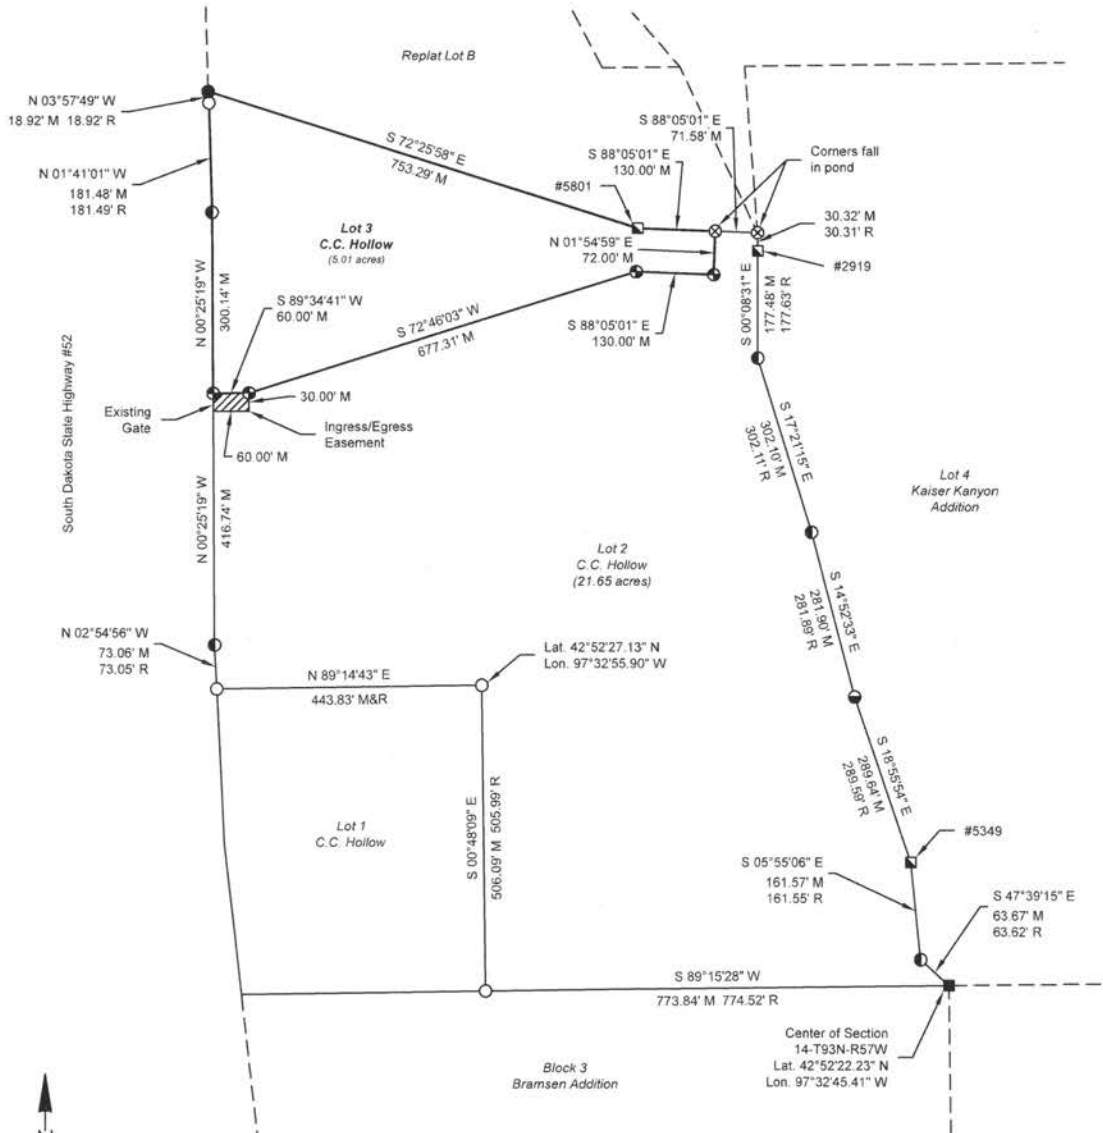 Replat Lot B
N 03°57'49" W
18.92' M 18.92' R
S 72°25'58" E
753.29' M
S 88°05'01" E
71.58' M
S 88°05'01" E
130.00' M
Corners fall
in pond
N 01°41'01" W
181.48' M
181.49' R
#5801
Lot 3
C.C. Hollow
(5.01 acres)
N 01°54'59" E
72.00' M
30.32' M
30.31' R
#2919
N 00°25'19" W
300.14' M
S 89°34'41" W
60.00' M
S 72°46'03" W
677.31' M
S 88°05'01" E
130.00' M
S 00°08'31" E
177.48' M
177.63' R
South Dakota State Highway #52
Existing
Gate
30.00' M
Ingress/Egress
Easement
60.00' M
S 17°21'15" E
302.10' M
302.11' R
Lot 4
Kaiser Kanyon
Addition
N 00°25'19" W
416.74' M
Lot 2
C.C. Hollow
(21.65 acres)
S 14°52'33" E
281.90' M
281.89' R
N 02°54'56" W
73.06' M
73.05' R
Lat. 42°52'27.13" N
Lon. 97°32'55.90" W
N 89°14'43" E
443.83' M&R
S 18°55'54" E
289.64' M
289.59' R
Lot 1
C.C. Hollow
S 00°48'09" E
506.09' M 505.99' R
#5349
S 05°55'06" E
161.57' M
161.55' R
S 47°39'15" E
63.67' M
63.62' R
S 89°15'28" W
773.84' M 774.52' R
Center of Section
14-T93N-R57W
Lat. 42°52'22.23" N
Lon. 97°32'45.41" W
Block 3
Bramsen Addition